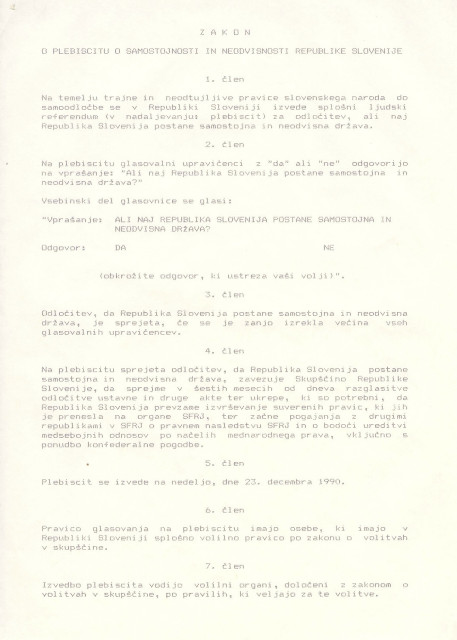 Z A K O N
O PLEBISCITU O SAMOSTOJNOSTI IN NEODVISNOSTI REPUBLIKE SLOVENIJE
1. člen
Na temelju trajne in neodtujljive pravice slovenskega naroda do
samoodločbe se v Republiki Sloveniji izvede splošni ljudski
referendum (v nadaljevanju: plebiscit) za odločitev, ali naj
Republika Slovenija postane samostojna in neodvisna država.
2. člen
Na plebiscitu glasovalni upravičenci z "da" ali "ne" odgovorijo
na vprašanje: "Ali naj Republika Slovenija postane samostojna in
neodvisna država?"
Vsebinski del glasovnice se glasi:
"Vprašanje: ALI NAJ REPUBLIKA SLOVENIJA POSTANE SAMOSTOJNA IN
NEODVISNA DRŽAVA?
Odgovor: DA NE
(obkrožite odgovor, ki ustreza vaši volji)".
3. člen
Odločitev, da Republika Slovenija postane samostojna in neodvisna
država, je sprejeta, če se je zanjo izrekla večina vseh
glasovalnih upravičencev.
4. člen
Na plebiscitu sprejeta odločitev, da Republika Slovenija postane
samostojna in neodvisna država, zavezuje Skupščino Republike
Slovenije, da sprejme v šestih mesecih od dneva razglasitve
odločitve ustavne in druge akte ter ukrepe, ki so potrebni, da
Republika Slovenija prevzame izvrševanje suverenih pravic, ki jih
je prenesla na organe SFRJ, ter začne pogajanja z drugimi
republikami v SFRJ o pravnem nasledstvu SFRJ in o bodoči ureditvi
medsebojnih odnosov po načelih mednarodnega prava, vključno s
ponudbo konfederalne pogodbe.
5. člen
Plebiscit se izvede na nedeljo, dne 23. decembra 1990.
6. člen
Pravico glasovanja na plebiscitu imajo osebe, ki imajo v
Republiki Sloveniji splošno volilno pravico po zakonu o volitvah
v skupščine.
7. člen
Izvedbo plebiscita vodijo volilni organi, določeni z zakonom o
volitvah v skupščine, po pravilih, ki veljajo za te volitve.